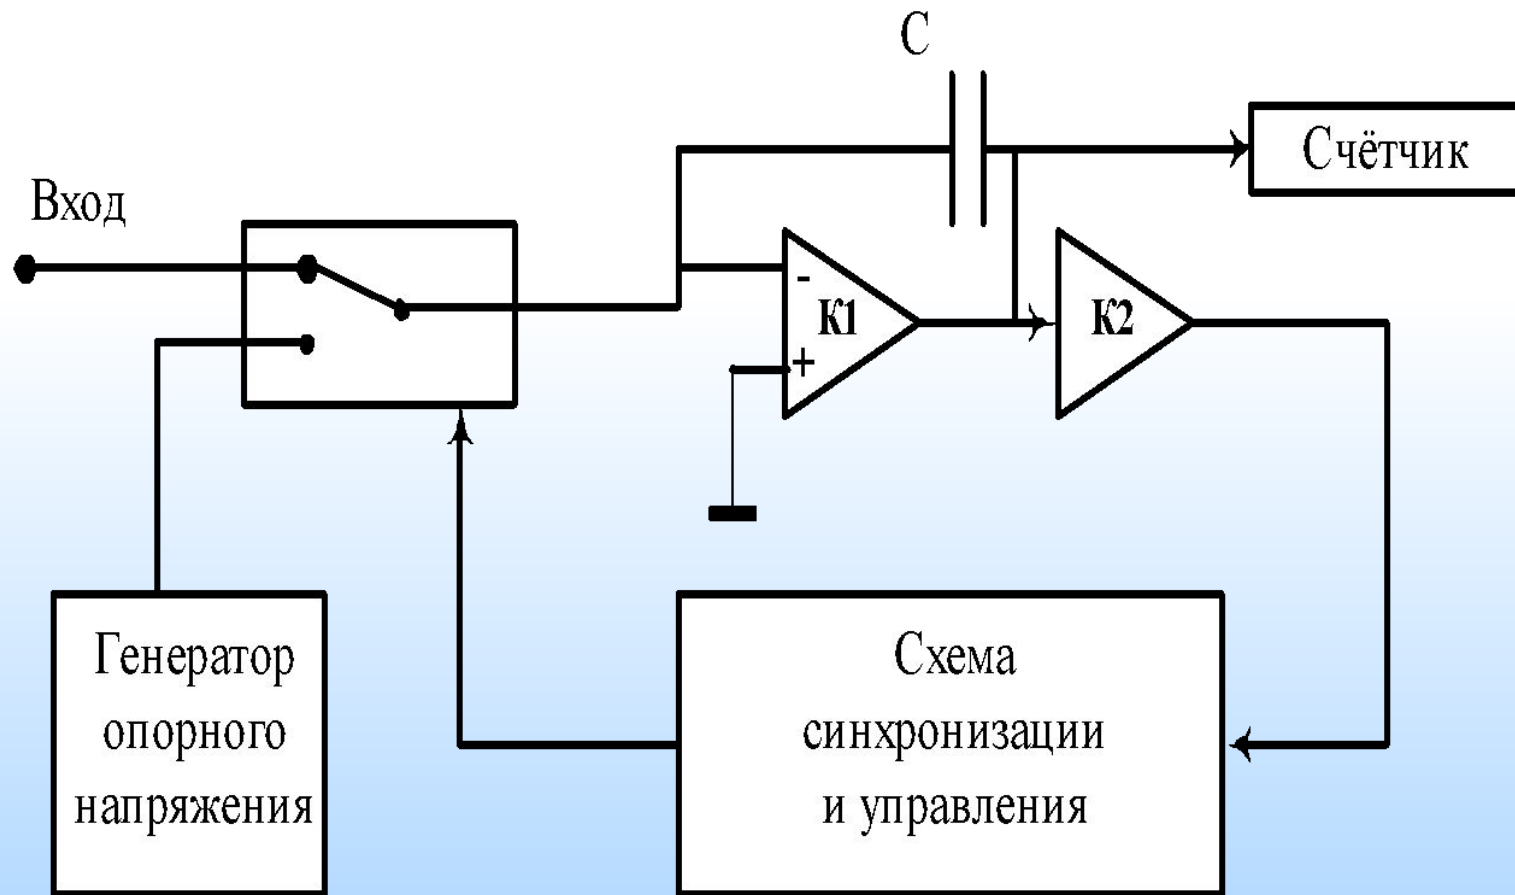 С
Счётчик
Вход
-
К1
+
К2
Генератор
опорного
напряжения
Схема
синхронизации
и управления